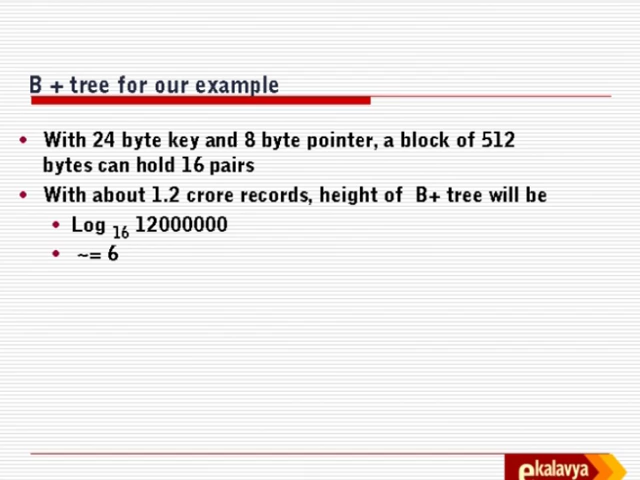 B + tree for our example
With 24 byte key and 8 byte pointer, a block of 512
bytes can hold 16 pairs
With about 1.2 crore records, height of B+ tree will be
Log 16 12000000
~= 6
ekalavya